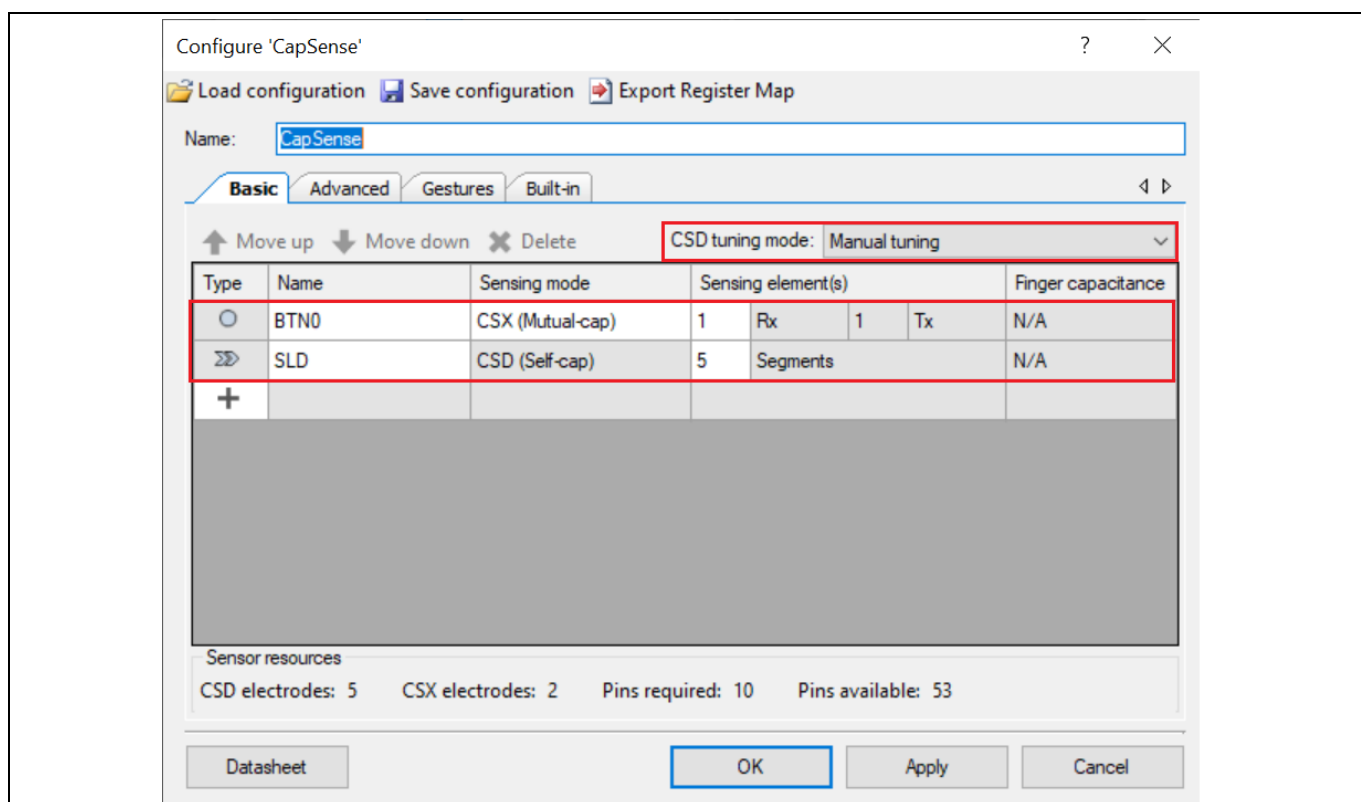 Configure 'CapSense' ?
Load configuration Save configuration Export Register Map
Name: CapSense
Basic Advanced Gestures Built-in
Move up Move down Delete CSD tuning mode: Manual tuning
Type Name Sensing mode Sensing element(s) Finger capacitance
BTN0 CSX (Mutual-cap) 1 Rx 1 Tx N/A
SLD CSD (Self-cap) 5 Segments N/A
Sensor resources
CSD electrodes: 5 CSX electrodes: 2 Pins required: 10 Pins available: 53
Datasheet OK Apply Cancel